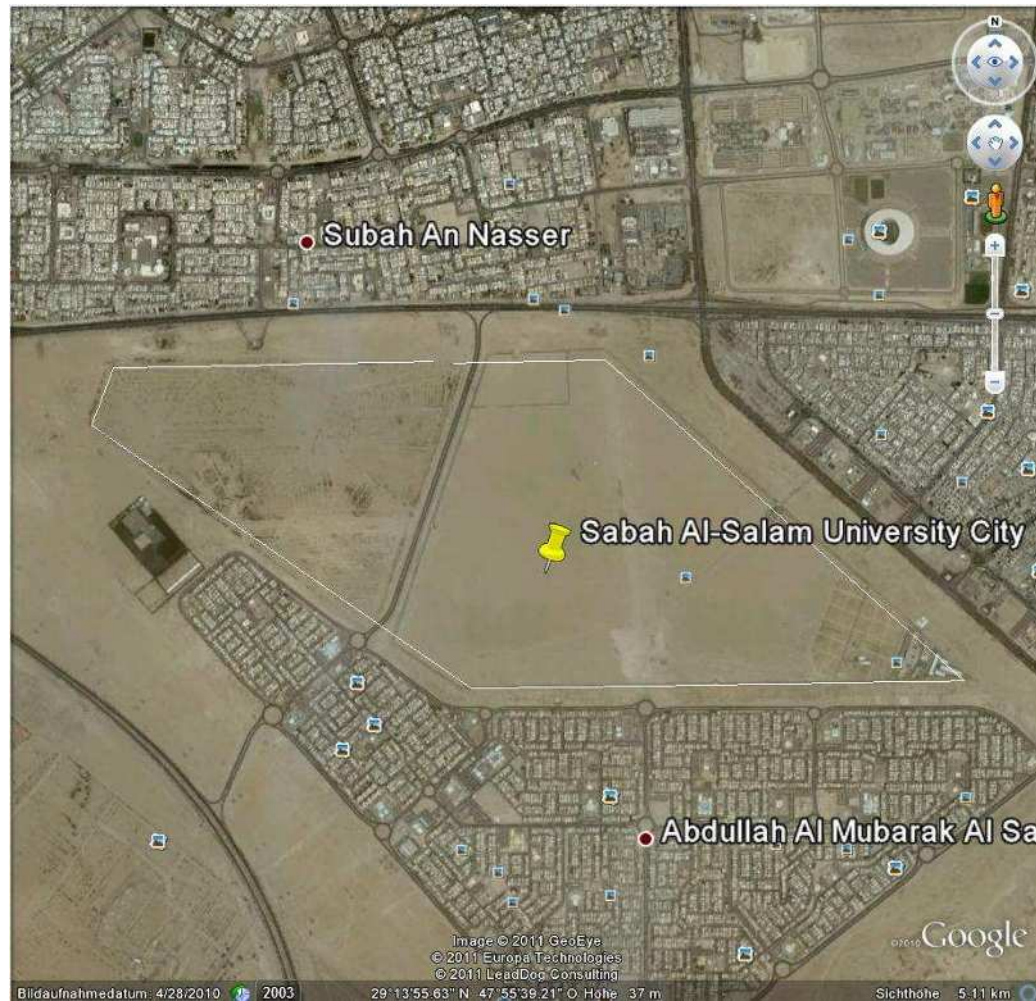 N
Subah An Nasser
Sabah Al-Salam University City
Abdullah Al Mubarak Al Sa
Image © 2011 GeoEye
© 2011 Europa Technologies
© 2011 LeadDog Consulting
©2010 Google
Bildaufnahmedatum: 4/28/2010 2003 29°13'55.63" N 47°55'39.21" O Höhe 37 m Sichthöhe 5.11 km